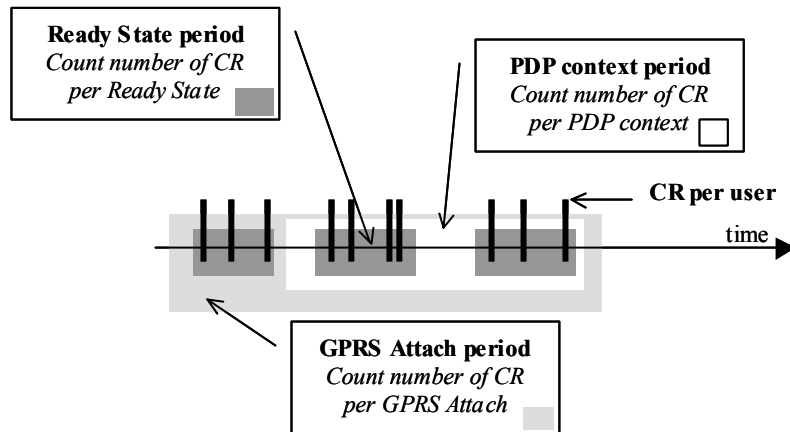 Ready State period
Count number of CR
per Ready State
PDP context period
Count number of CR
per PDP context
CR per user
time
GPRS Attach period
Count number of CR
per GPRS Attach